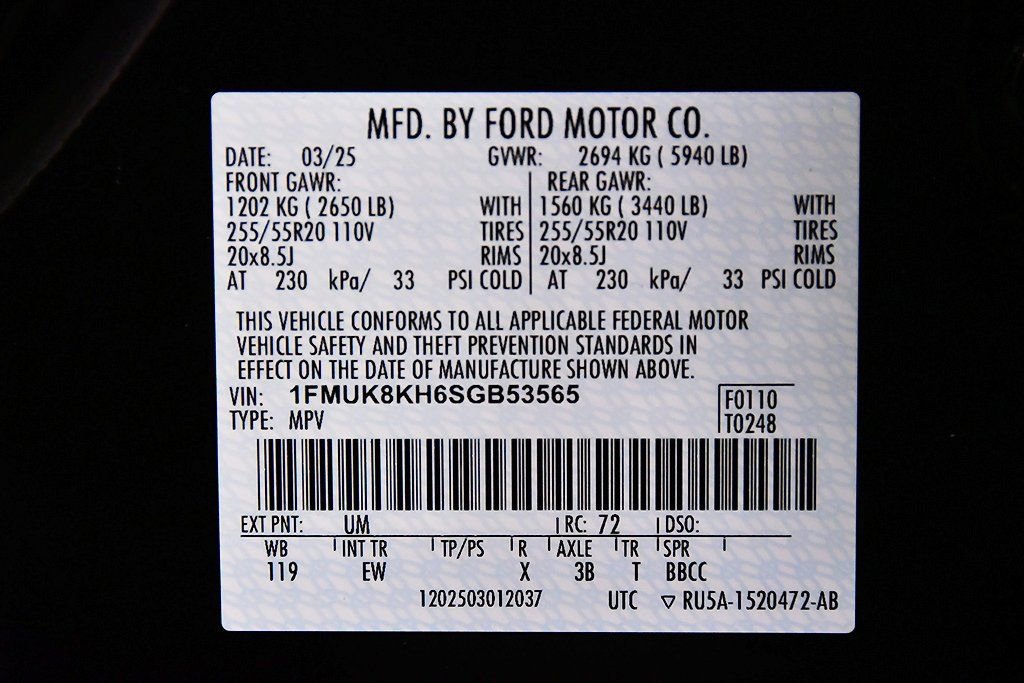 MFD. BY FORD MOTOR CO.
DATE: 03/25 GVWR: 2694 KG ( 5940 LB)
FRONT GAWR: REAR GAWR:
1202 KG ( 2650 LB) WITH 1560 KG ( 3440 LB) WITH
255/55R20 110V TIRES 255/55R20 110V TIRES
20x8.5J RIMS 20x8.5J RIMS
AT 230 kPa/ 33 PSI COLD AT 230 kPa/ 33 PSI COLD
THIS VEHICLE CONFORMS TO ALL APPLICABLE FEDERAL MOTOR
VEHICLE SAFETY AND THEFT PREVENTION STANDARDS IN
EFFECT ON THE DATE OF MANUFACTURE SHOWN ABOVE.
VIN: 1FMUK8KH6SGB53565 F0110
TYPE: MPV T0248
EXT PNT: UM RC: 72 DSO:
WB INT TR TP/PS R AXLE TR SPR
119 EW X 3B T BBCC
1202503012037 UTC ▽ RU5A-1520472-AB